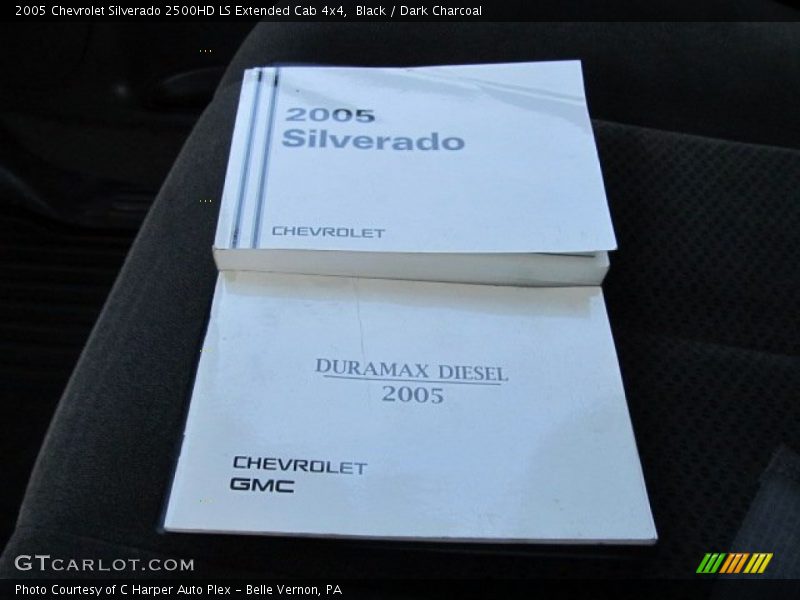 2005 Chevrolet Silverado 2500HD LS Extended Cab 4x4, Black / Dark Charcoal
2005
Silverado
CHEVROLET
DURAMAX DIESEL
2005
CHEVROLET
GMC
GTCARLOT.COM
Photo Courtesy of C Harper Auto Plex - Belle Vernon, PA